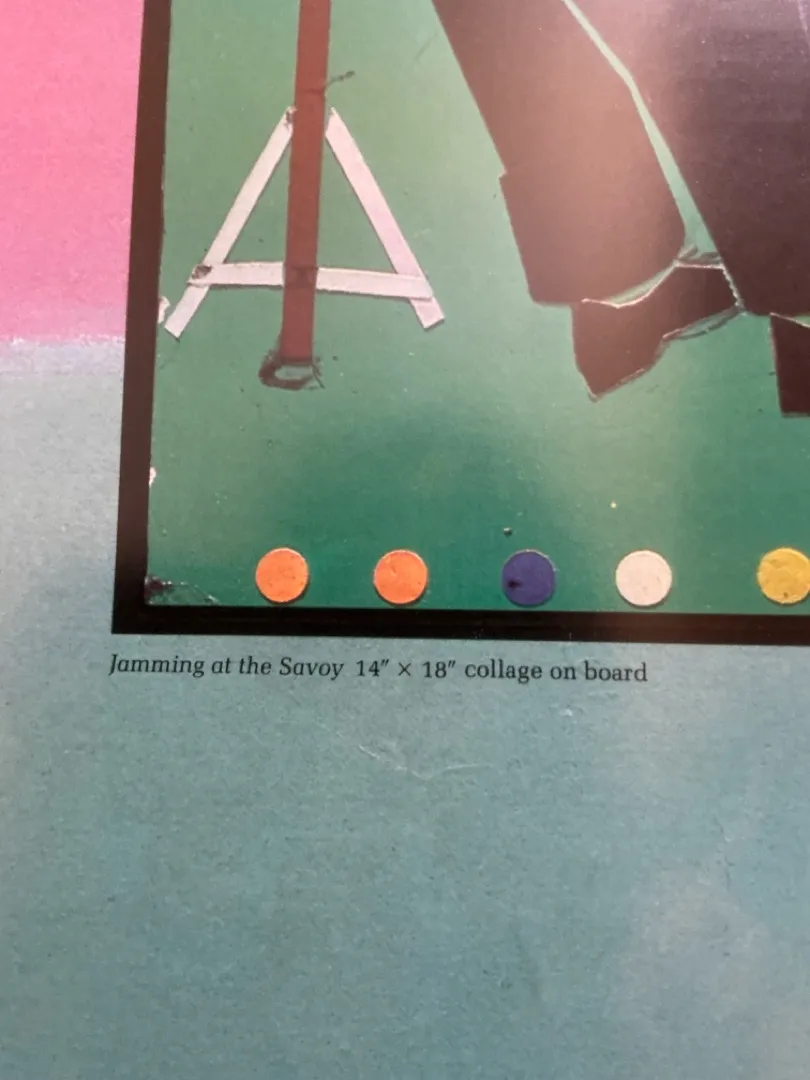 Jamming at the Savoy 14″ × 18″ collage on board